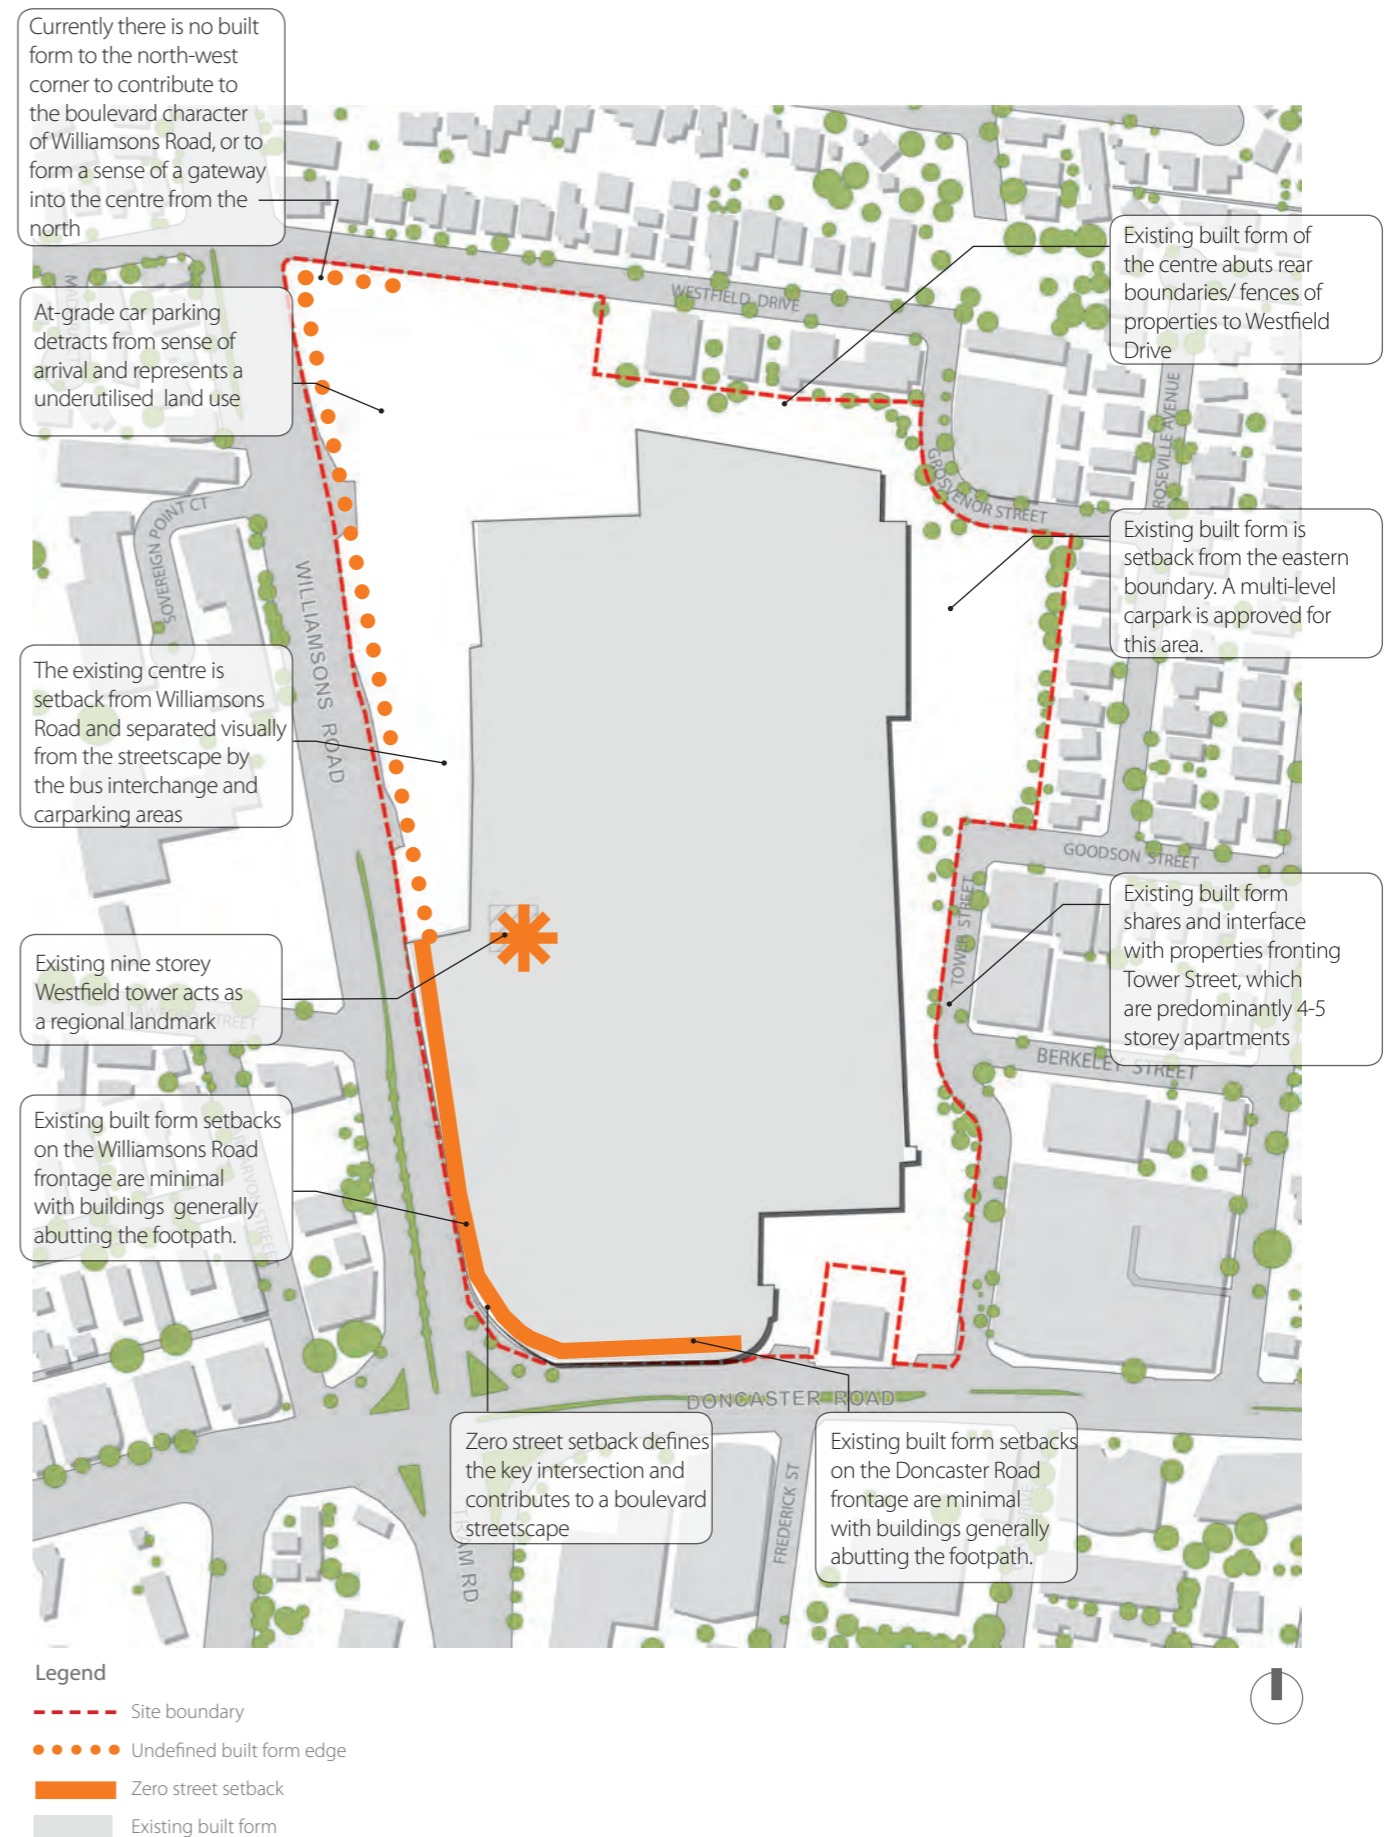 Currently there is no built
form to the north-west
corner to contribute to
the boulevard character
of Williamsons Road, or to
form a sense of a gateway
into the centre from the
north
At-grade car parking
detracts from sense of
arrival and represents a
underutilised land use
The existing centre is
setback from Williamsons
Road and separated visually
from the streetscape by
the bus interchange and
carparking areas
Existing nine storey
Westfield tower acts as
a regional landmark
Existing built form setbacks
on the Williamsons Road
frontage are minimal
with buildings generally
abutting the footpath.
Existing built form of
the centre abuts rear
boundaries/ fences of
properties to Westfield
Drive
Existing built form is
setback from the eastern
boundary. A multi-level
carpark is approved for
this area.
Existing built form
shares and interface
with properties fronting
Tower Street, which
are predominantly 4-5
storey apartments
Zero street setback defines
the key intersection and
contributes to a boulevard
streetscape
Existing built form setbacks
on the Doncaster Road
frontage are minimal
with buildings generally
abutting the footpath.
WESTFIELD DRIVE
GROSVENOR STREET
ROSEVILLE AVENUE
SOVEREIGN POINT CT
WILLIAMSONS ROAD
GOODSON STREET
TOWER STREET
BERKELEY STREET
STREET
DONCASTER ROAD
FREDERICK ST
TRAM RD
Legend
Site boundary
Undefined built form edge
Zero street setback
Existing built form